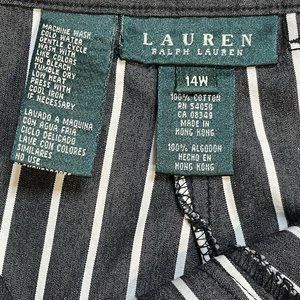 MACHINE WASH
COLD WATER
GENTLE CYCLE
WASH WITH
LIKE COLORS
NO BLEACH
TUMBLE DRY
LOW HEAT
PRESS WITH
COOL IRON
IF NECESSARY
LAVADO A MAQUINA
CON AGUA FRIA
CICLO DELICADO
LAVE CON COLORES
SIMILARES
NO USE
LAUREN
RALPH LAUREN
14W
100% COTTON
RN 54050
CA 08349
MADE IN
HONG KONG
100% ALGODON
HECHO EN
HONG KONG